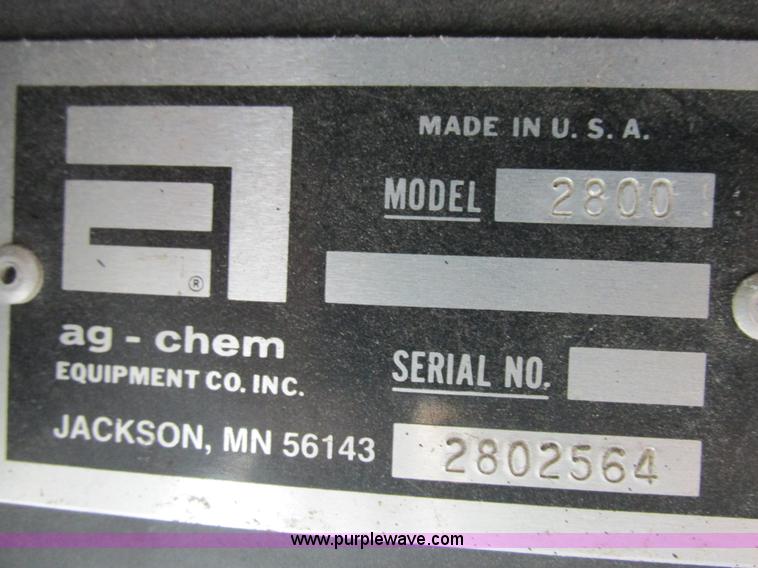 MADE IN U. S. A.
MODEL 2800
®
ag - chem
EQUIPMENT CO. INC.
SERIAL NO.
JACKSON, MN 56143
2802564
www.purplewave.com